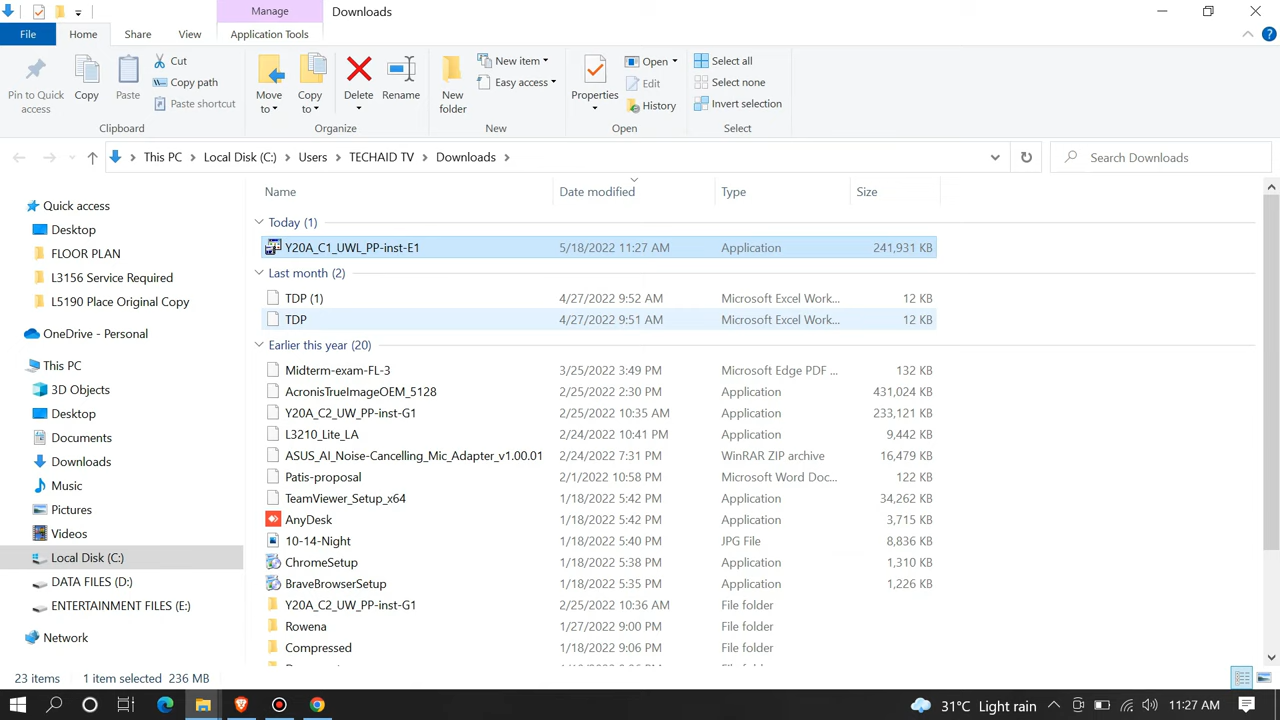 Manage Downloads
File Home Share View Application Tools
Pin to Quick access
Copy
Paste
Cut
Copy path
Paste shortcut
Clipboard
Move to
Copy to
Delete
Rename
Organize
New folder
New item
Easy access
New
Properties
Open
Edit
History
Open
Select all
Select none
Invert selection
Select
This PC > Local Disk (C:) > Users > TECHAID TV > Downloads >
Search Downloads
Quick access
Desktop
FLOOR PLAN
L3156 Service Required
L5190 Place Original Copy
OneDrive - Personal
This PC
3D Objects
Desktop
Documents
Downloads
Music
Pictures
Videos
Local Disk (C:)
DATA FILES (D:)
ENTERTAINMENT FILES (E:)
Network
Name Date modified Type Size
Today (1)
Y20A_C1_UWL_PP-inst-E1 5/18/2022 11:27 AM Application 241,931 KB
Last month (2)
TDP (1) 4/27/2022 9:52 AM Microsoft Excel Work... 12 KB
TDP 4/27/2022 9:51 AM Microsoft Excel Work... 12 KB
Earlier this year (20)
Midterm-exam-FL-3 3/25/2022 3:49 PM Microsoft Edge PDF ... 132 KB
AcronisTrueImageOEM_5128 2/25/2022 2:30 PM Application 431,024 KB
Y20A_C2_UW_PP-inst-G1 2/25/2022 10:35 AM Application 233,121 KB
L3210_Lite_LA 2/24/2022 10:41 PM Application 9,442 KB
ASUS_AI_Noise-Cancelling_Mic_Adapter_v1.00.01 2/24/2022 7:31 PM WinRAR ZIP archive 16,479 KB
Patis-proposal 2/1/2022 10:58 PM Microsoft Word Doc... 122 KB
TeamViewer_Setup_x64 1/18/2022 5:42 PM Application 34,262 KB
AnyDesk 1/18/2022 5:42 PM Application 3,715 KB
10-14-Night 1/18/2022 5:40 PM JPG File 8,836 KB
ChromeSetup 1/18/2022 5:38 PM Application 1,310 KB
BraveBrowserSetup 1/18/2022 5:35 PM Application 1,226 KB
Y20A_C2_UW_PP-inst-G1 2/25/2022 10:36 AM File folder
Rowena 1/27/2022 9:00 PM File folder
Compressed 1/18/2022 9:06 PM File folder
23 items 1 item selected 236 MB
31°C Light rain 11:27 AM